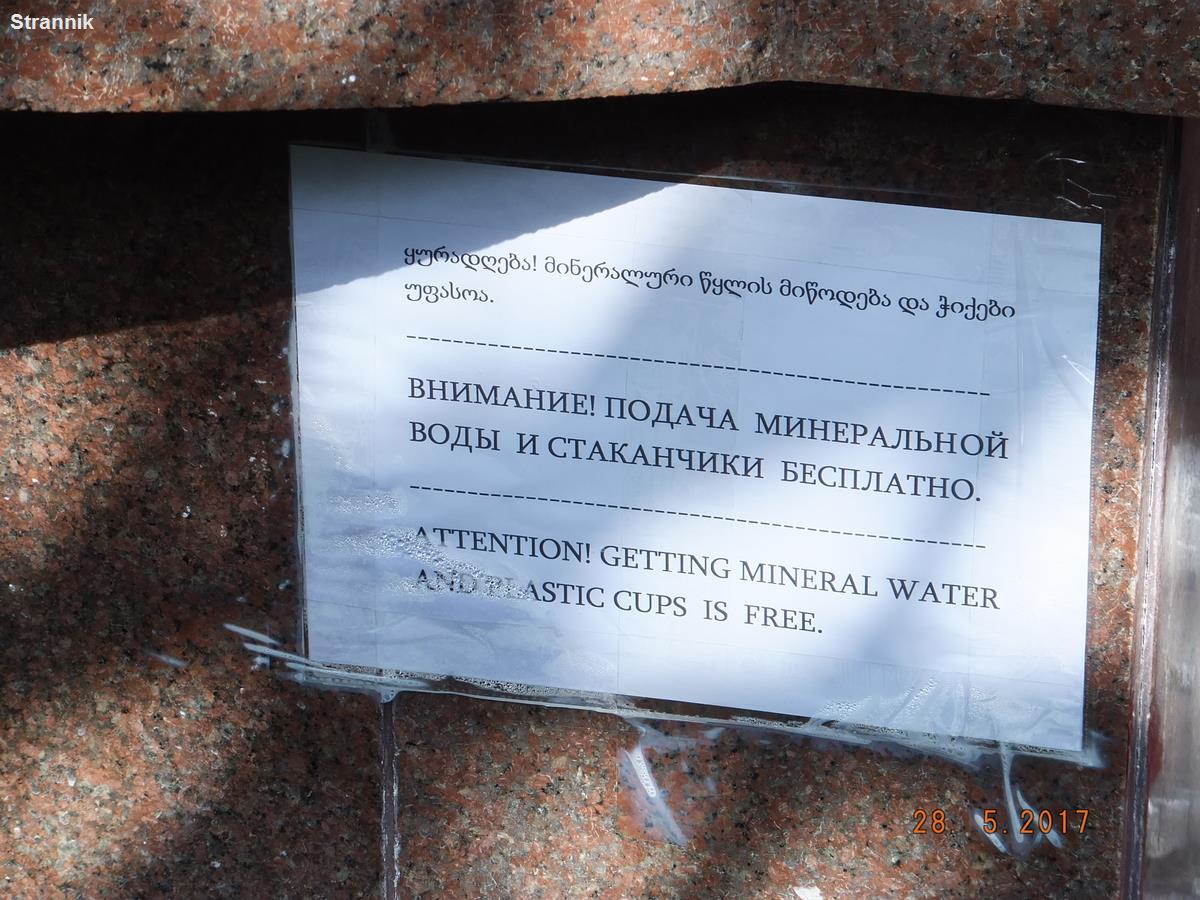 Strannik
ყურადღება! მინერალური წყლის მიწოდება და ჭიქები
უფასოა.
ВНИМАНИЕ! ПОДАЧА МИНЕРАЛЬНОЙ
ВОДЫ И СТАКАНЧИКИ БЕСПЛАТНО.
ATTENTION! GETTING MINERAL WATER
AND PLASTIC CUPS IS FREE.
28. 5.2017